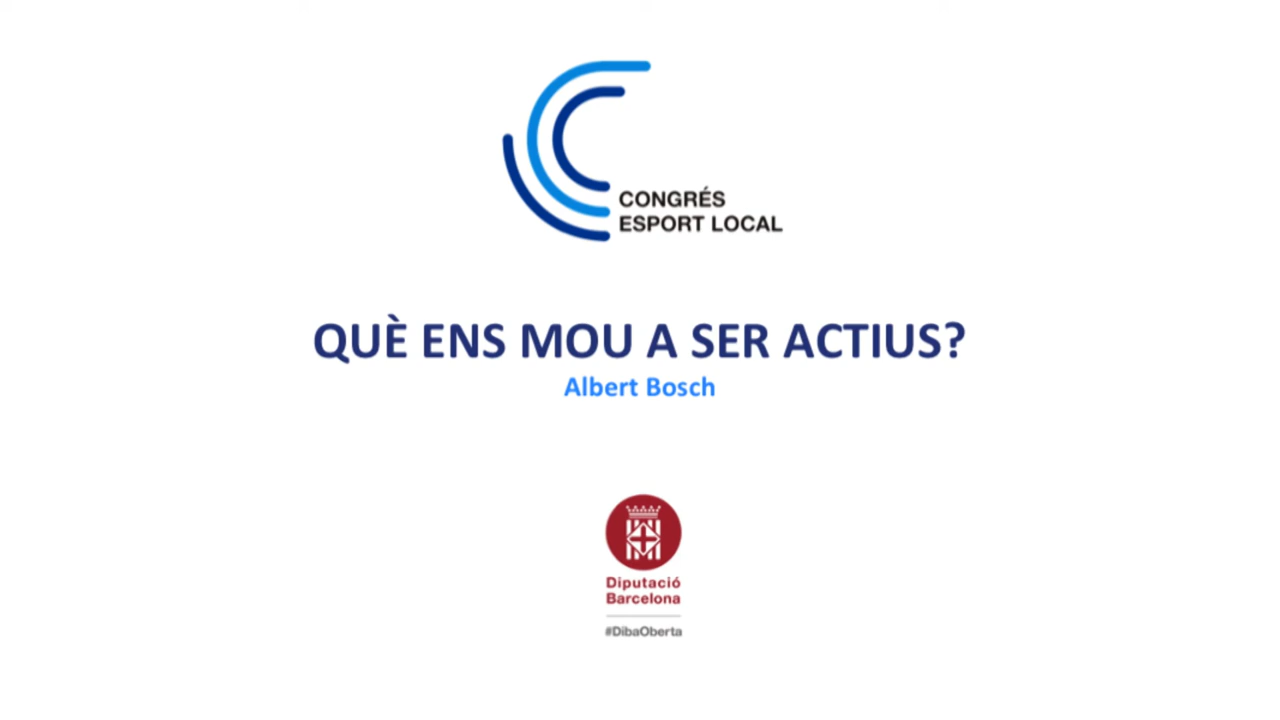 CONGRÉS
ESPORT LOCAL
QUÈ ENS MOU A SER ACTIUS?
Albert Bosch
Diputació
Barcelona
#DibaOberta